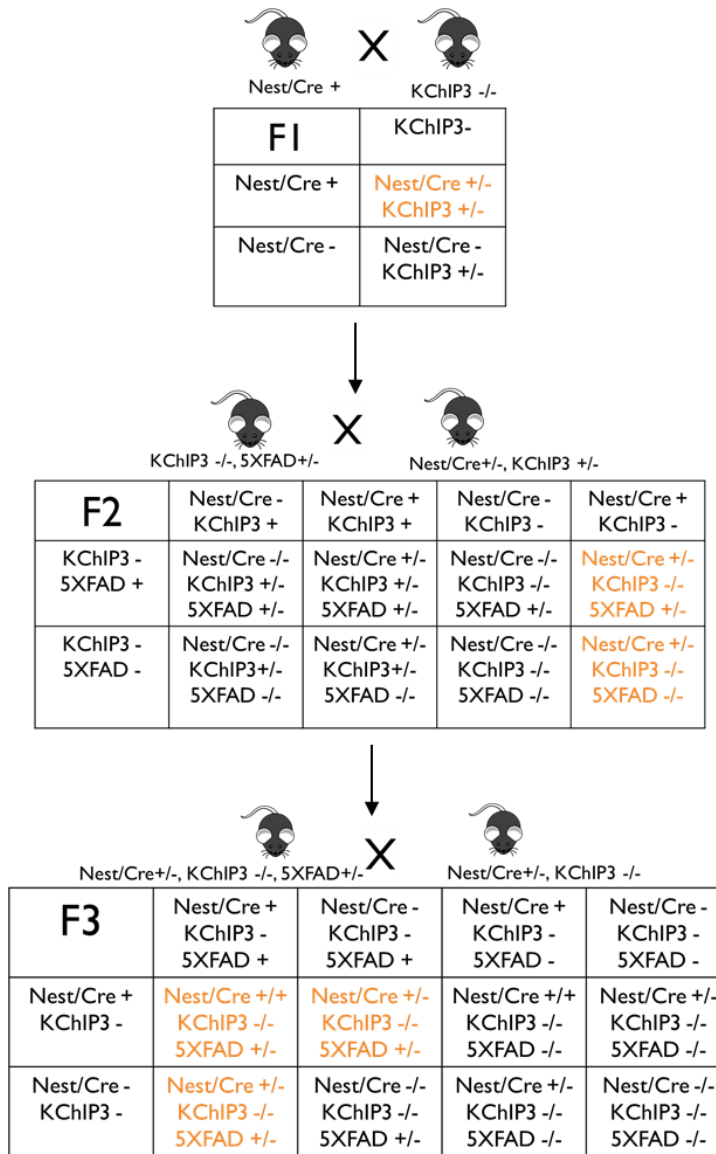 X
Nest/Cre +
KChIP3 -/-
F1
KChIP3-
Nest/Cre +
Nest/Cre +/-
KChIP3 +/-
Nest/Cre -
Nest/Cre -
KChIP3 +/-
X
KChIP3 -/-, 5XFAD+/-
Nest/Cre+/-, KChIP3 +/-
F2
Nest/Cre -
KChIP3 +
Nest/Cre +
KChIP3 +
Nest/Cre -
KChIP3 -
Nest/Cre +
KChIP3 -
KChIP3 -
5XFAD +
Nest/Cre -/-
KChIP3 +/-
5XFAD +/-
Nest/Cre +/-
KChIP3 +/-
5XFAD +/-
Nest/Cre -/-
KChIP3 -/-
5XFAD +/-
Nest/Cre +/-
KChIP3 -/-
5XFAD +/-
KChIP3 -
5XFAD -
Nest/Cre -/-
KChIP3+/-
5XFAD -/-
Nest/Cre +/-
KChIP3+/-
5XFAD -/-
Nest/Cre -/-
KChIP3 -/-
5XFAD -/-
Nest/Cre +/-
KChIP3 -/-
5XFAD -/-
X
Nest/Cre+/-, KChIP3 -/-, 5XFAD+/-
Nest/Cre+/-, KChIP3 -/-
F3
Nest/Cre +
KChIP3 -
5XFAD +
Nest/Cre -
KChIP3 -
5XFAD +
Nest/Cre +
KChIP3 -
5XFAD -
Nest/Cre -
KChIP3 -
5XFAD -
Nest/Cre +
KChIP3 -
Nest/Cre +/+
KChIP3 -/-
5XFAD +/-
Nest/Cre +/-
KChIP3 -/-
5XFAD +/-
Nest/Cre +/+
KChIP3 -/-
5XFAD -/-
Nest/Cre +/-
KChIP3 -/-
5XFAD -/-
Nest/Cre -
KChIP3 -
Nest/Cre +/-
KChIP3 -/-
5XFAD +/-
Nest/Cre -/-
KChIP3 -/-
5XFAD +/-
Nest/Cre +/-
KChIP3 -/-
5XFAD -/-
Nest/Cre -/-
KChIP3 -/-
5XFAD -/-